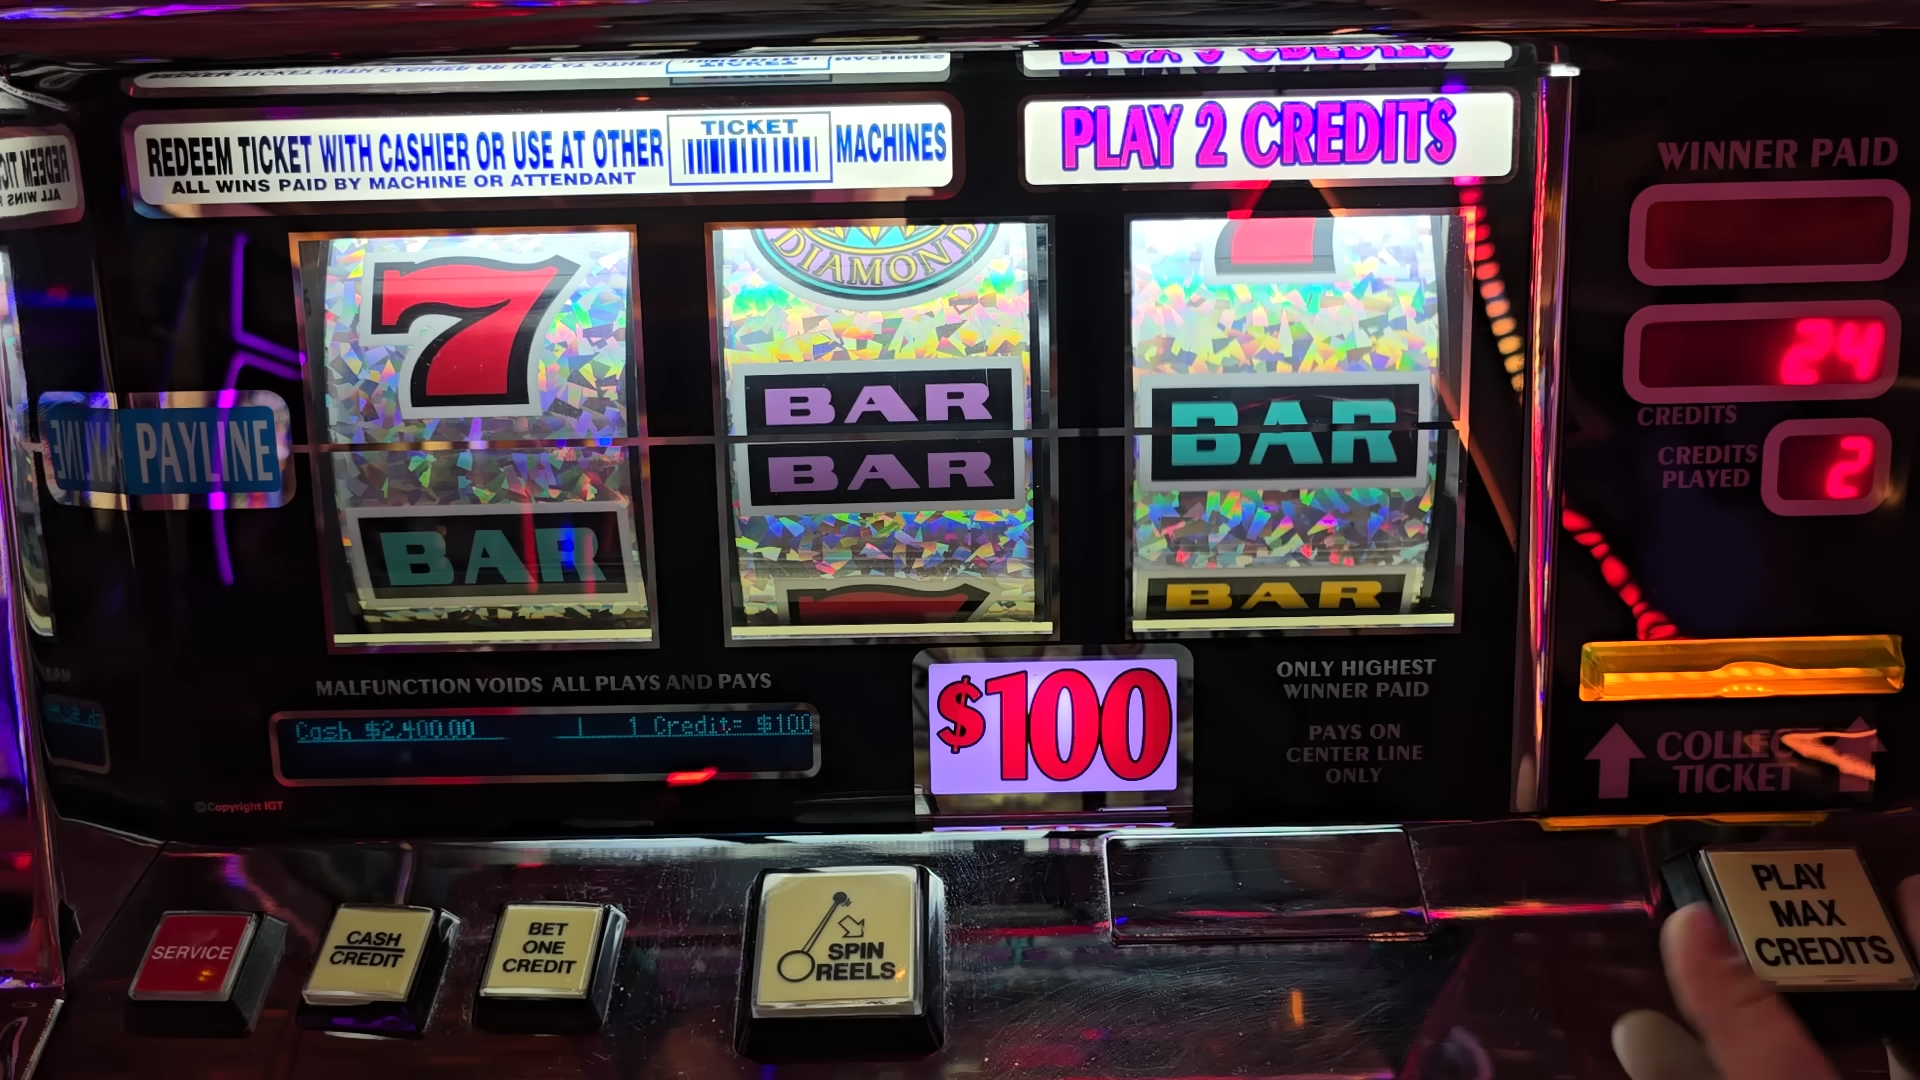 REDEEM TICKET WITH CASHIER OR USE AT OTHER TICKET MACHINES
ALL WINS PAID BY MACHINE OR ATTENDANT
PLAY 2 CREDITS
WINNER PAID
24
CREDITS
CREDITS
PLAYED
2
DIAMOND
7
BAR
BAR
BAR
BAR
BAR
PAYLINE
MALFUNCTION VOIDS ALL PLAYS AND PAYS
Cash $2,400.00 | 1 Credit= $100
$100
ONLY HIGHEST
WINNER PAID
PAYS ON
CENTER LINE
ONLY
COLLECT
TICKET
©Copyright IGT
SERVICE
CASH
CREDIT
BET
ONE
CREDIT
SPIN
REELS
PLAY
MAX
CREDITS